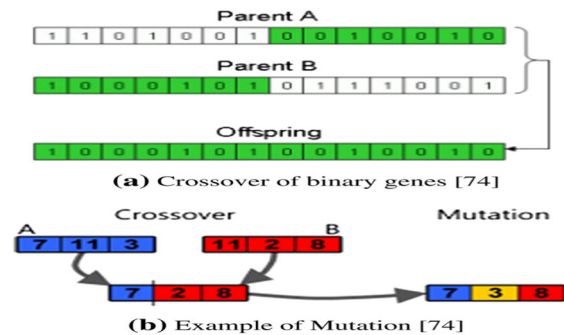 Parent A
1 1 0 1 0 0 1 0 0 1 0 0 1 0
Parent B
1 0 0 0 1 0 1 0 1 1 1 0 0 1
Offspring
1 0 0 0 1 0 1 0 0 1 0 0 1 0
(a) Crossover of binary genes [74]
Crossover Mutation
A B
7 11 3 11 2 8
7 2 8 7 3 8
(b) Example of Mutation [74]